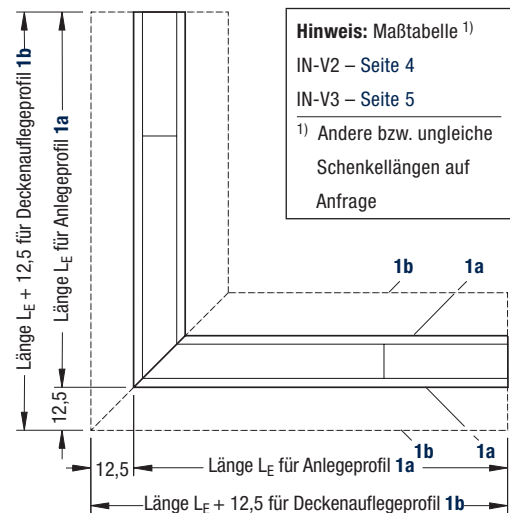 Hinweis: Maßtabelle 1)
IN-V2 – Seite 4
IN-V3 – Seite 5
1) Andere bzw. ungleiche
Schenkellängen auf
Anfrage
Länge LE + 12,5 für Deckenauflegeprofil 1b
Länge LE für Anlegeprofil 1a
12,5
1b
1a
1b
1a
12,5
Länge LE für Anlegeprofil 1a
Länge LE + 12,5 für Deckenauflegeprofil 1b